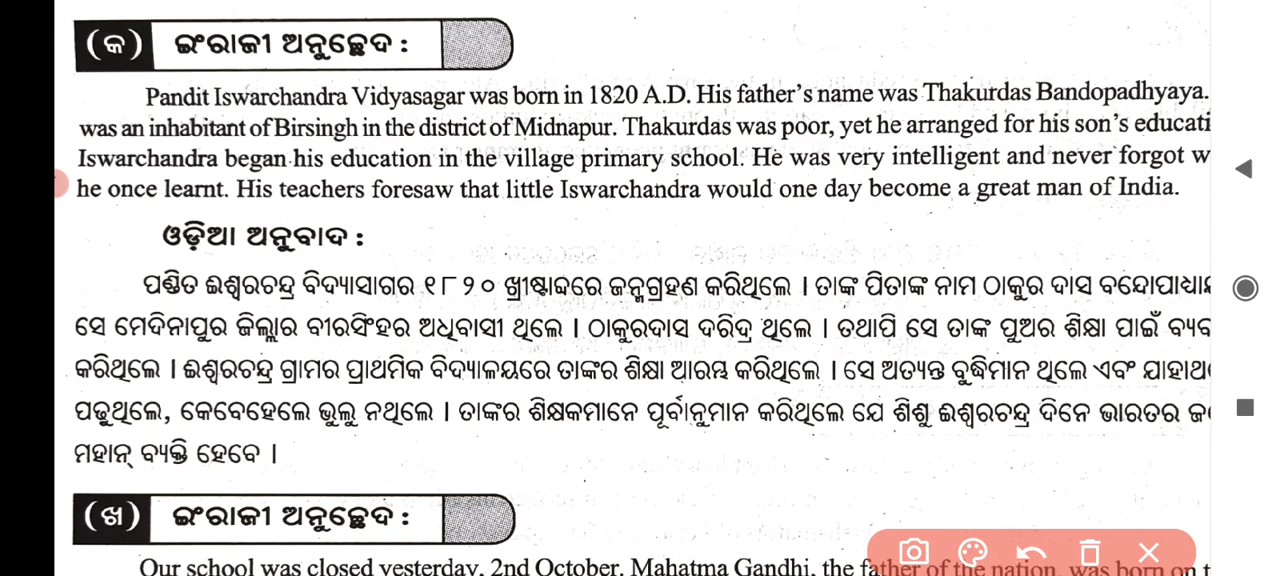 (କ) ଇଂରାଜୀ ଅନୁଚ୍ଛେଦ :
Pandit Iswarchandra Vidyasagar was born in 1820 A.D. His father's name was Thakurdas Bandopadhyaya.
was an inhabitant of Birsingh in the district of Midnapur. Thakurdas was poor, yet he arranged for his son's educati
Iswarchandra began his education in the village primary school. He was very intelligent and never forgot w
he once learnt. His teachers foresaw that little Iswarchandra would one day become a great man of India.
ଓଡ଼ିଆ ଅନୁବାଦ :
ପଣ୍ଡିତ ଈଶ୍ୱରଚନ୍ଦ୍ର ବିଦ୍ୟାସାଗର ୧୮୨୦ ଖ୍ରୀଷ୍ଟାବ୍ଦରେ ଜନ୍ମଗ୍ରହଣ କରିଥିଲେ । ତାଙ୍କ ପିତାଙ୍କ ନାମ ଠାକୁର ଦାସ ବନ୍ଦୋପାଧ୍ୟା
ସେ ମେଦିନାପୁର ଜିଲ୍ଲାର ବୀରସିଂହର ଅଧିବାସୀ ଥିଲେ । ଠାକୁରଦାସ ଦରିଦ୍ର ଥିଲେ । ତଥାପି ସେ ତାଙ୍କ ପୁଅର ଶିକ୍ଷା ପାଇଁ ବ୍ୟବ
କରିଥିଲେ । ଈଶ୍ୱରଚନ୍ଦ୍ର ଗ୍ରାମର ପ୍ରାଥମିକ ବିଦ୍ୟାଳୟରେ ତାଙ୍କର ଶିକ୍ଷା ଆରମ୍ଭ କରିଥିଲେ । ସେ ଅତ୍ୟନ୍ତ ବୁଦ୍ଧିମାନ ଥିଲେ ଏବଂ ଯାହାଥ
ପଢୁଥିଲେ, କେବେହେଲେ ଭୁଲୁ ନଥିଲେ । ତାଙ୍କର ଶିକ୍ଷକମାନେ ପୂର୍ବାନୁମାନ କରିଥିଲେ ଯେ ଶିଶୁ ଈଶ୍ୱରଚନ୍ଦ୍ର ଦିନେ ଭାରତର ଜ
ମହାନ୍ ବ୍ୟକ୍ତି ହେବେ ।
(ଖ) ଇଂରାଜୀ ଅନୁଚ୍ଛେଦ :
Our school was closed yesterday, 2nd October. Mahatma Gandhi, the father of the nation, was born on t